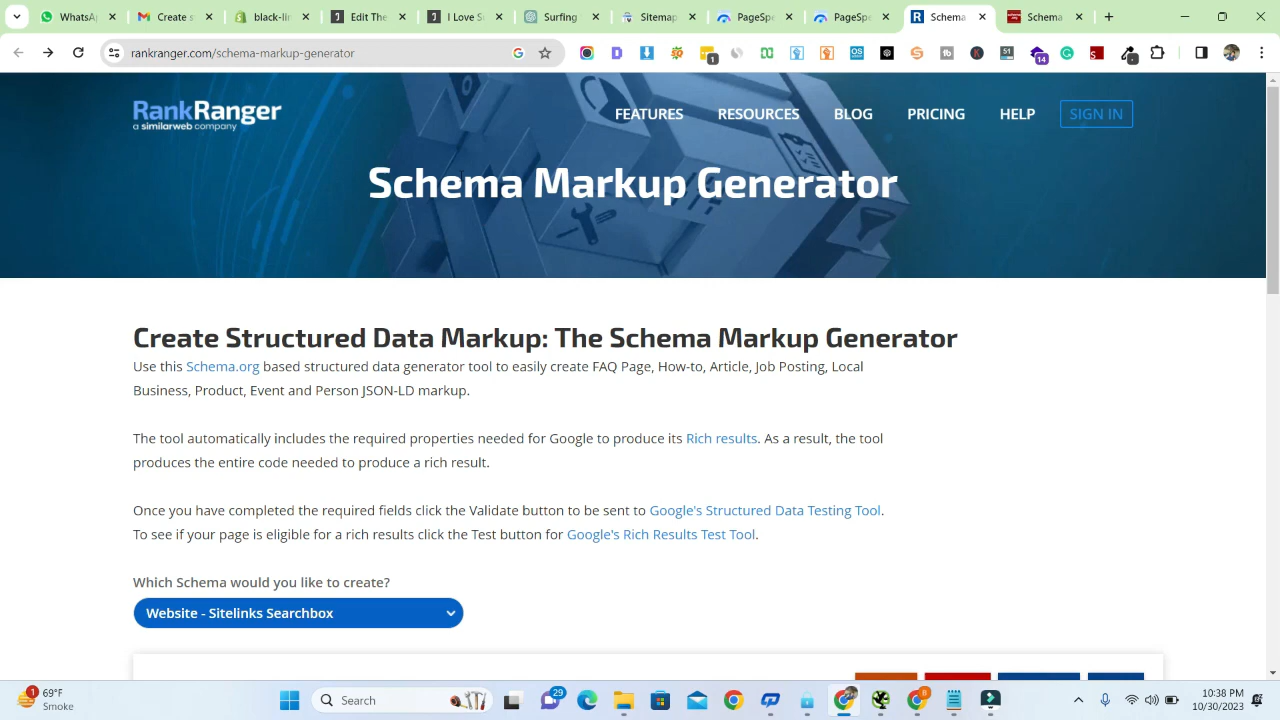 WhatsA
Create s
black-lin
Edit The
I Love S
Surfing
Sitemap
PageSpe
PageSpe
Schema
Schema
rankranger.com/schema-markup-generator
1
51
14
RankRanger
a similarweb company
FEATURES
RESOURCES
BLOG
PRICING
HELP
SIGN IN
Schema Markup Generator
Create Structured Data Markup: The Schema Markup Generator
Use this Schema.org based structured data generator tool to easily create FAQ Page, How-to, Article, Job Posting, Local
Business, Product, Event and Person JSON-LD markup.
The tool automatically includes the required properties needed for Google to produce its Rich results. As a result, the tool
produces the entire code needed to produce a rich result.
Once you have completed the required fields click the Validate button to be sent to Google's Structured Data Testing Tool.
To see if your page is eligible for a rich results click the Test button for Google's Rich Results Test Tool.
Which Schema would you like to create?
Website - Sitelinks Searchbox
1
69°F
Smoke
Search
29
8
10:38 PM
10/30/2023